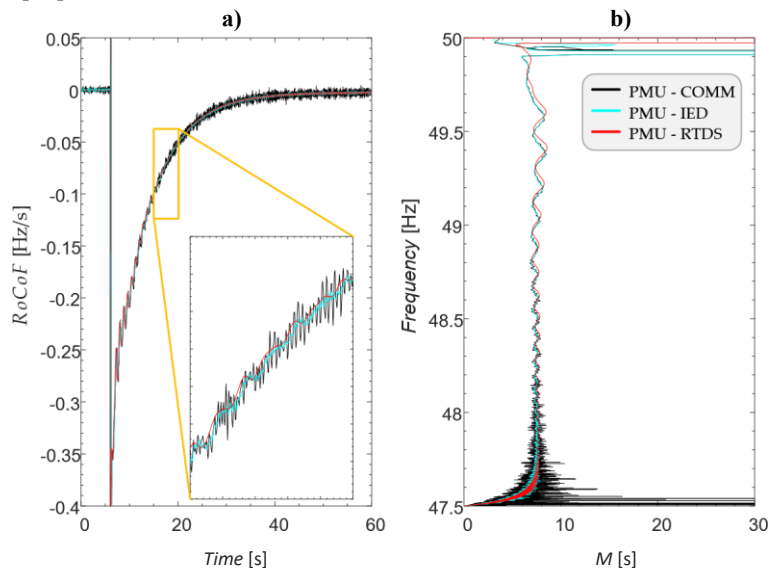 a)
0.05
0
-0.05
-0.1
-0.15
-0.2
-0.25
-0.3
-0.35
-0.4
RoCoF [Hz/s]
0
20
40
60
Time [s]
b)
50
49.5
49
48.5
48
47.5
Frequency [Hz]
PMU - COMM
PMU - IED
PMU - RTDS
0
10
20
30
M [s]